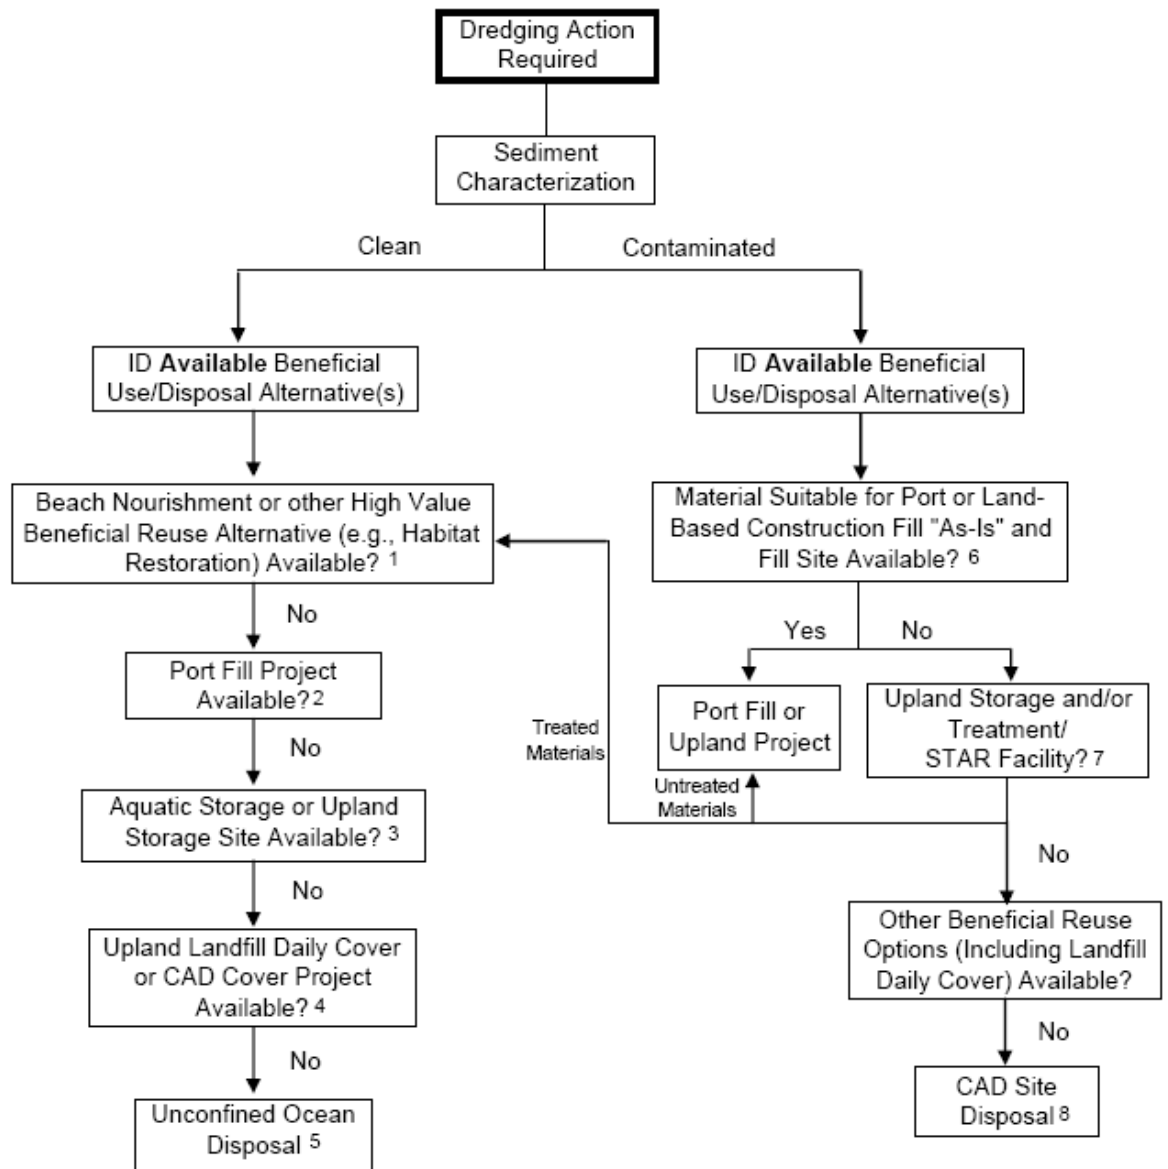 Dredging Action
Required
Sediment
Characterization
Clean
Contaminated
ID Available Beneficial
Use/Disposal Alternative(s)
ID Available Beneficial
Use/Disposal Alternative(s)
Beach Nourishment or other High Value
Beneficial Reuse Alternative (e.g., Habitat
Restoration) Available? 1
Material Suitable for Port or Land-
Based Construction Fill "As-Is" and
Fill Site Available? 6
No
Yes
No
Port Fill Project
Available? 2
Port Fill or
Upland Project
Upland Storage and/or
Treatment/
STAR Facility? 7
No
Treated
Materials
Untreated
Materials
Aquatic Storage or Upland
Storage Site Available? 3
No
No
Upland Landfill Daily Cover
or CAD Cover Project
Available? 4
Other Beneficial Reuse
Options (Including Landfill
Daily Cover) Available?
No
No
Unconfined Ocean
Disposal 5
CAD Site
Disposal 8